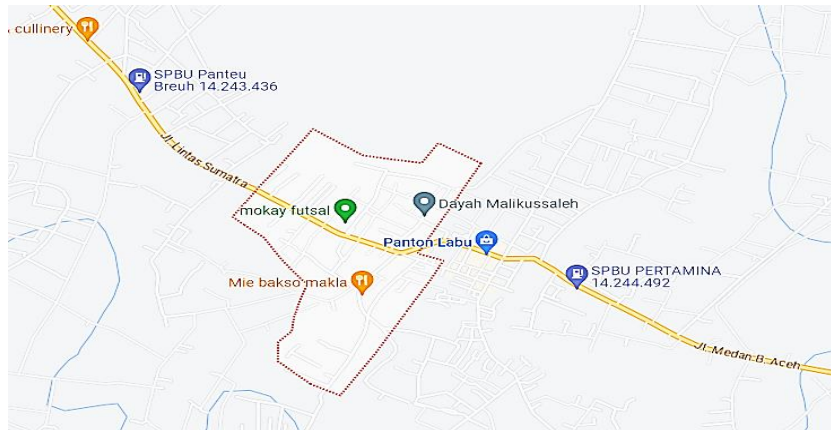 cullinery
SPBU Panteu
Breuh 14.243.436
Jl. Lintas Sumatra
mokay futsal
Dayah Malikussaleh
Panton Labu
Mie bakso makla
SPBU PERTAMINA
14.244.492
Jl. Medan B. Aceh